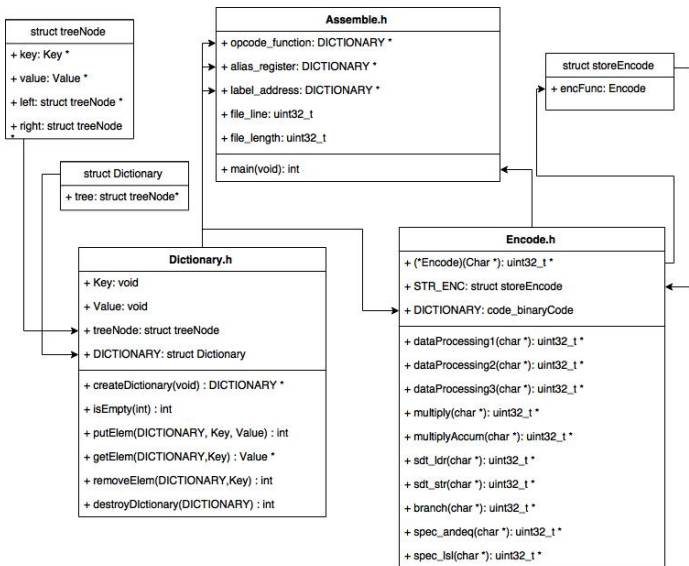 struct treeNode
+ key: Key *
+ value: Value *
+ left: struct treeNode *
+ right: struct treeNode
*
struct Dictionary
+ tree: struct treeNode*
Assemble.h
+ opcode_function: DICTIONARY *
+ alias_register: DICTIONARY *
+ label_address: DICTIONARY *
+ file_line: uint32_t
+ file_length: uint32_t
+ main(void): int
struct storeEncode
+ encFunc: Encode
Dictionary.h
+ Key: void
+ Value: void
+ treeNode: struct treeNode
+ DICTIONARY: struct Dictionary
+ createDictionary(void) : DICTIONARY *
+ isEmpty(int) : int
+ putElem(DICTIONARY, Key, Value) : int
+ getElem(DICTIONARY,Key) : Value *
+ removeElem(DICTIONARY,Key) : int
+ destroyDIctionary(DICTIONARY) : int
Encode.h
+ (*Encode)(Char *): uint32_t *
+ STR_ENC: struct storeEncode
+ DICTIONARY: code_binaryCode
+ dataProcessing1(char *): uint32_t *
+ dataProcessing2(char *): uint32_t *
+ dataProcessing3(char *): uint32_t *
+ multiply(char *): uint32_t *
+ multiplyAccum(char *): uint32_t *
+ sdt_ldr(char *): uint32_t *
+ sdt_str(char *): uint32_t *
+ branch(char *): uint32_t *
+ spec_andeq(char *): uint32_t *
+ spec_lsl(char *): uint32_t *